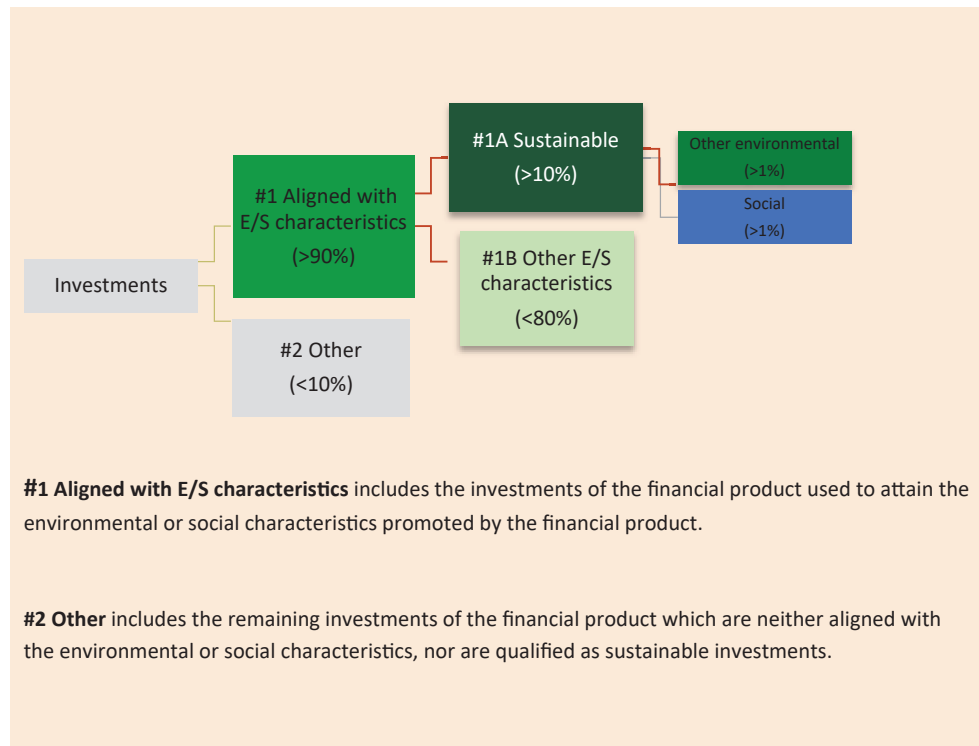 #1A Sustainable
(>10%)
Other environmental
(>1%)
Social
(>1%)
#1 Aligned with
E/S characteristics
(>90%)
#1B Other E/S
characteristics
(<80%)
Investments
#2 Other
(<10%)
#1 Aligned with E/S characteristics includes the investments of the financial product used to attain the
environmental or social characteristics promoted by the financial product.
#2 Other includes the remaining investments of the financial product which are neither aligned with
the environmental or social characteristics, nor are qualified as sustainable investments.